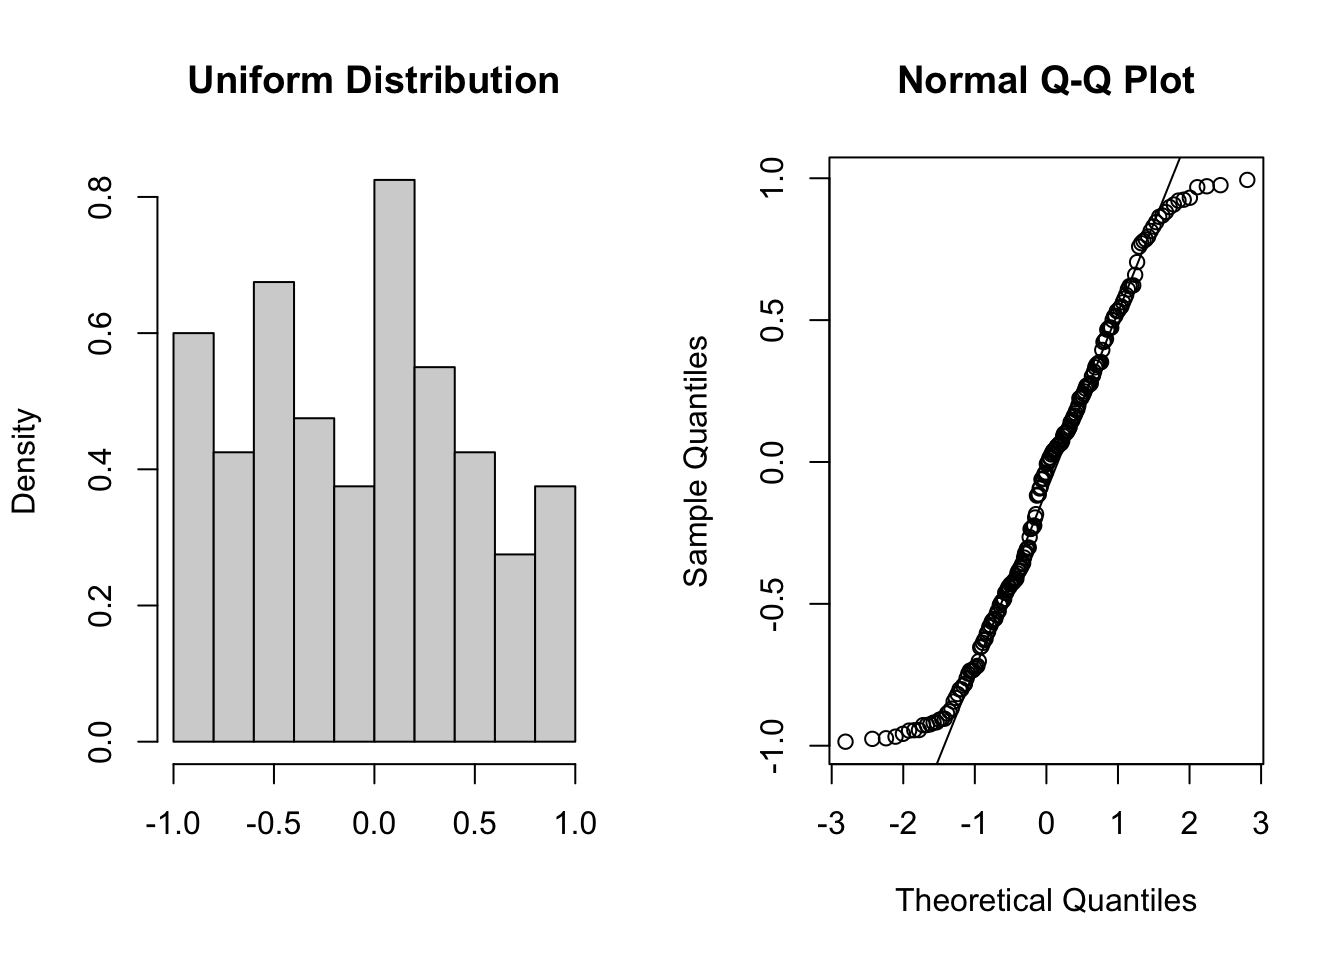 Uniform Distribution
Density
0.0 0.2 0.4 0.6 0.8
-1.0 -0.5 0.0 0.5 1.0
Normal Q-Q Plot
Sample Quantiles
-1.0 -0.5 0.0 0.5 1.0
-3 -2 -1 0 1 2 3
Theoretical Quantiles